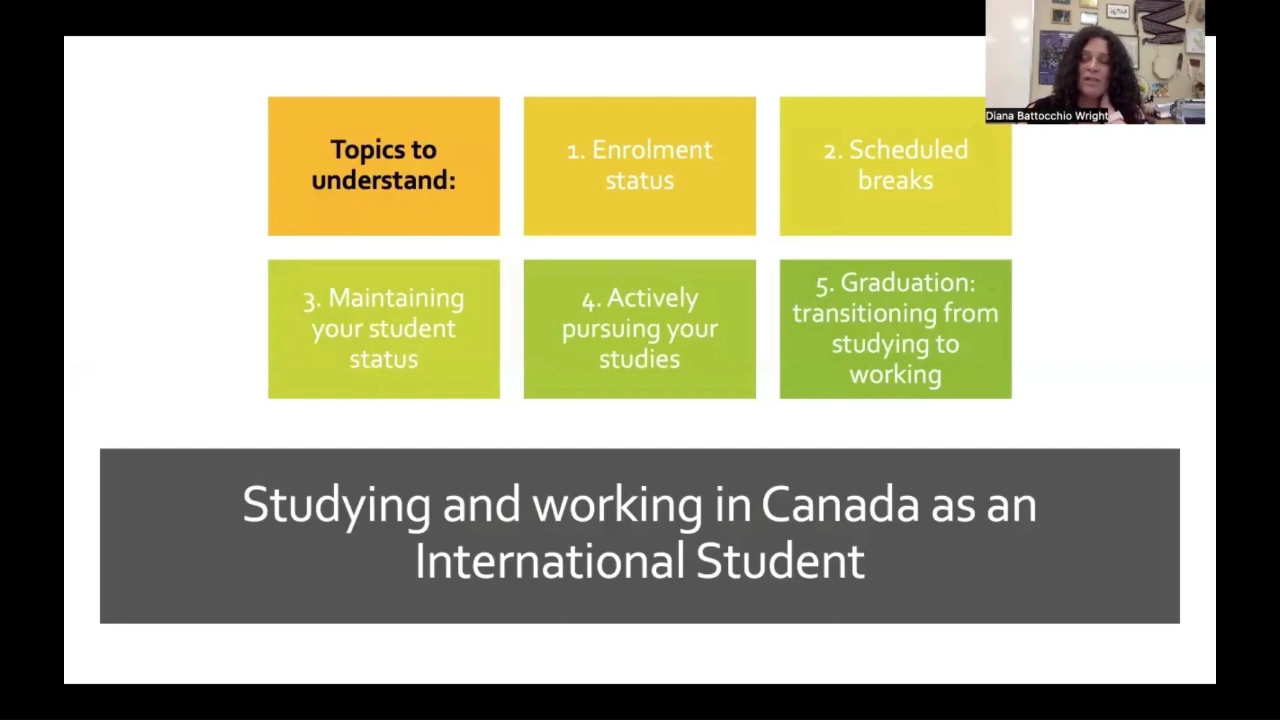 Diana Battocchio Wright
Topics to
understand:
1. Enrolment
status
2. Scheduled
breaks
3. Maintaining
your student
status
4. Actively
pursuing your
studies
5. Graduation:
transitioning from
studying to
working
Studying and working in Canada as an
International Student